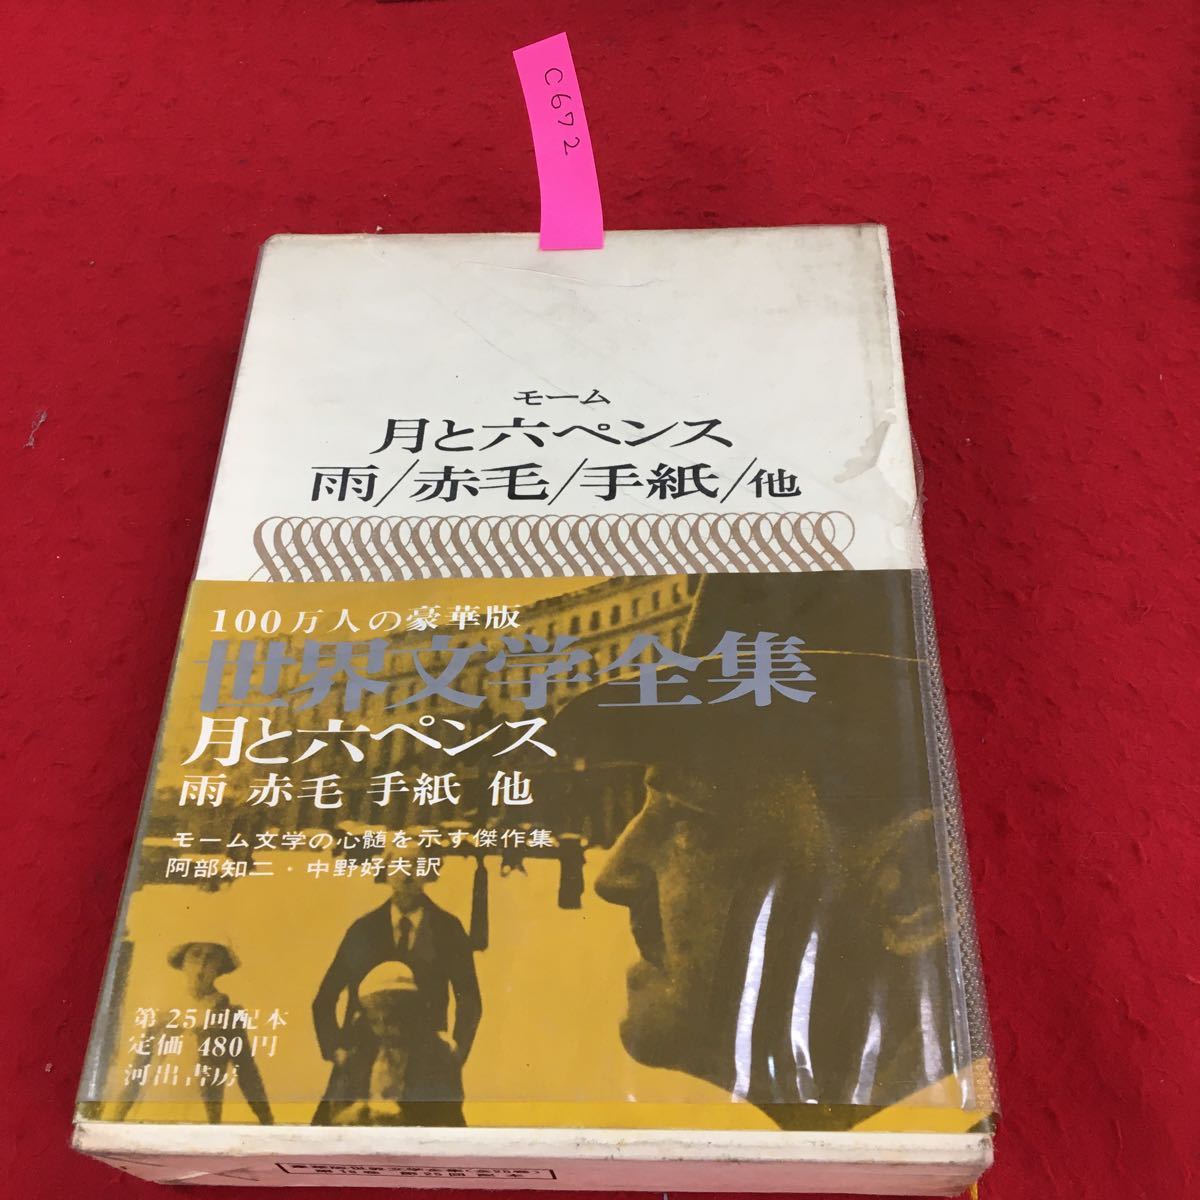 C672
モーム
月と六ペンス
雨/赤毛/手紙/他
100万人の豪華版
世界文学全集
月と六ペンス
雨 赤毛 手紙 他
モーム文学の心髄を示す傑作集
阿部知二・中野好夫訳
第25回配本
定価 480円
河出書房